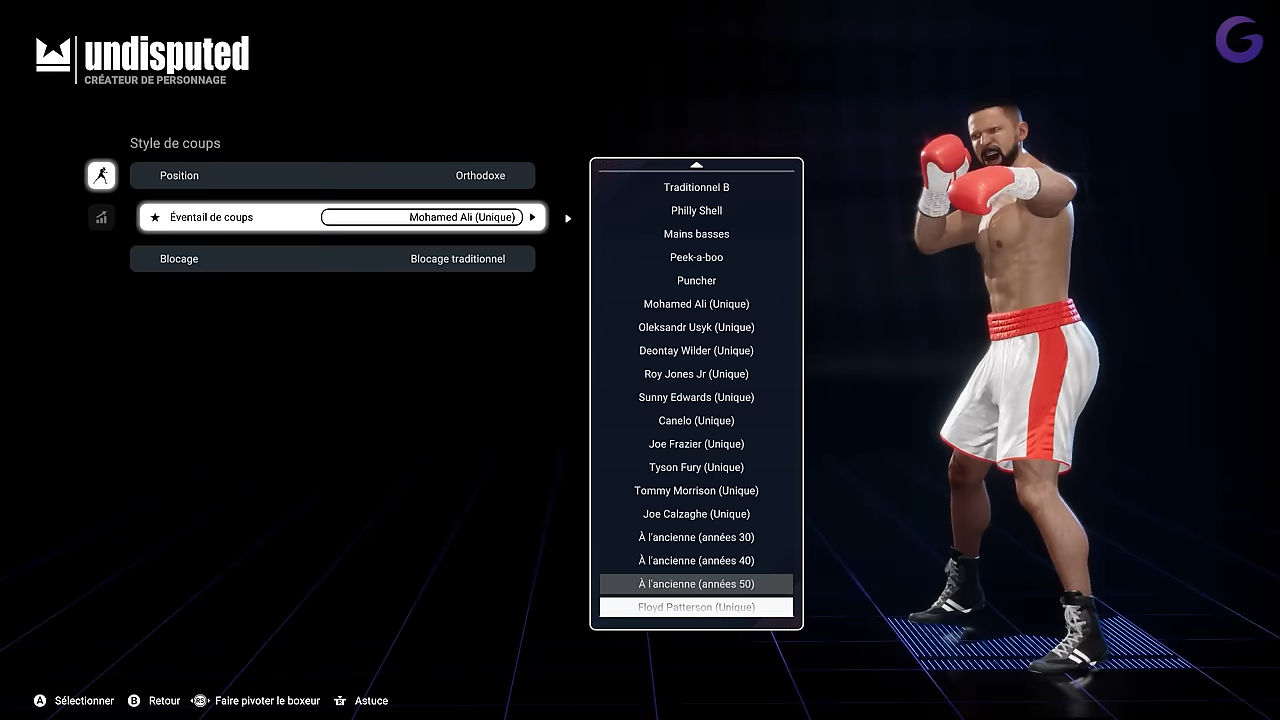 undisputed
CRÉATEUR DE PERSONNAGE
Style de coups
Position Orthodoxe
★ Éventail de coups Mohamed Ali (Unique)
Blocage Blocage traditionnel
Traditionnel B
Philly Shell
Mains basses
Peek-a-boo
Puncher
Mohamed Ali (Unique)
Oleksandr Usyk (Unique)
Deontay Wilder (Unique)
Roy Jones Jr (Unique)
Sunny Edwards (Unique)
Canelo (Unique)
Joe Frazier (Unique)
Tyson Fury (Unique)
Tommy Morrison (Unique)
Joe Calzaghe (Unique)
À l'ancienne (années 30)
À l'ancienne (années 40)
À l'ancienne (années 50)
Floyd Patterson (Unique)
A Sélectionner B Retour RS Faire pivoter le boxeur Astuce